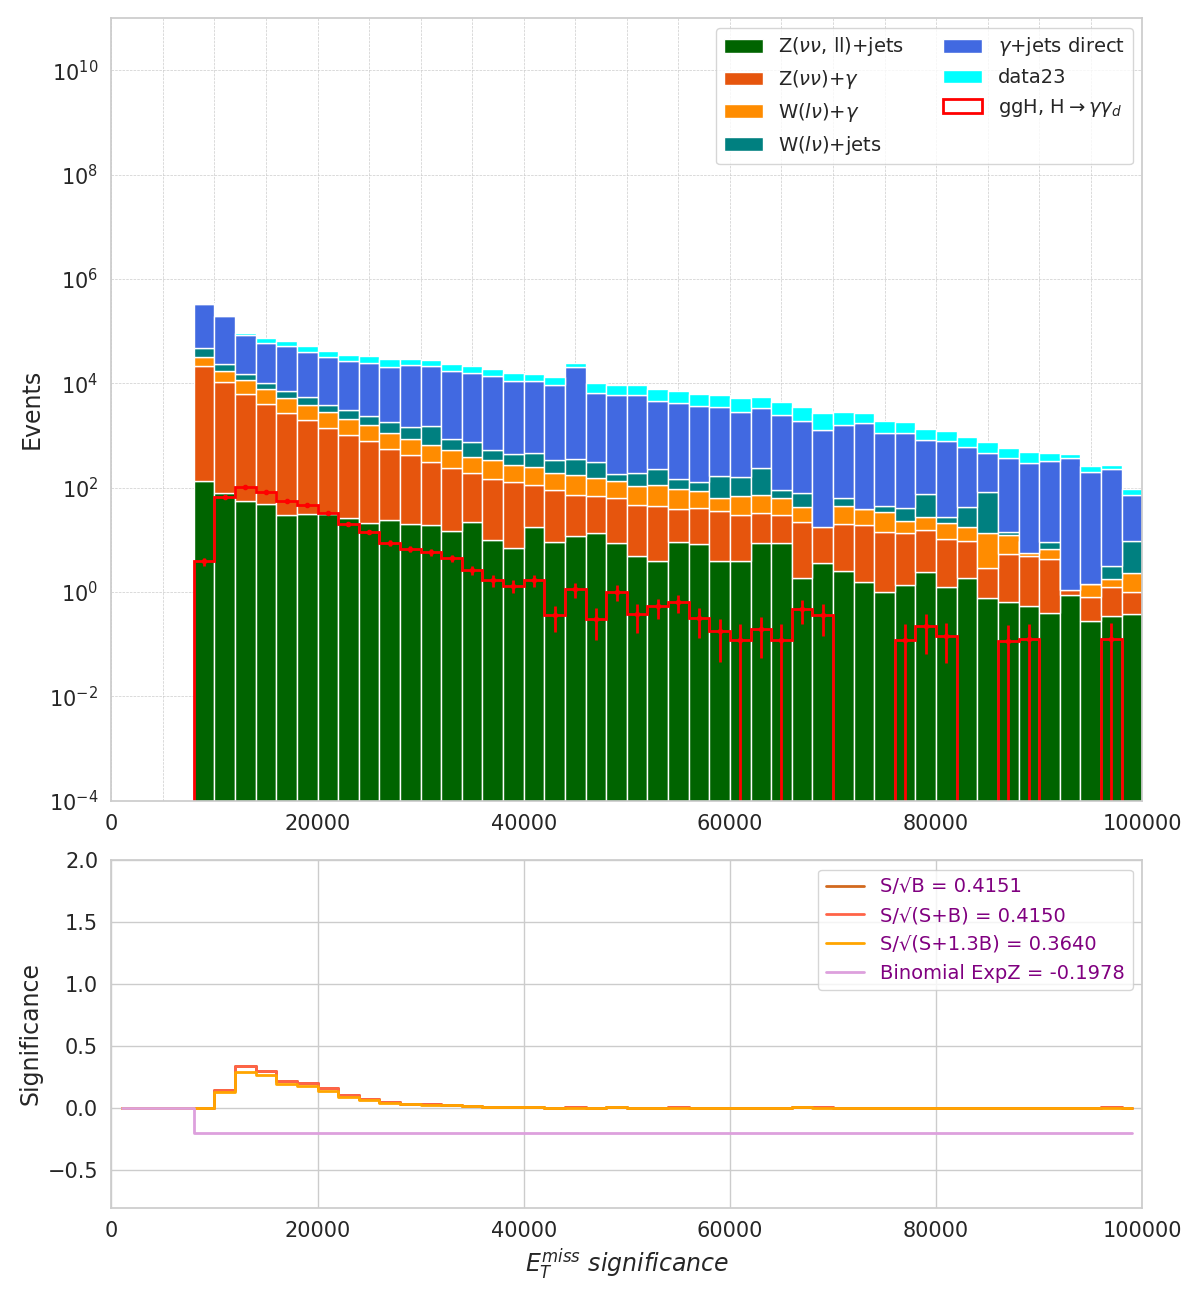 Events
10^10
10^8
10^6
10^4
10^2
10^0
10^−2
10^−4
Z(νν, ll)+jets
Z(νν)+γ
W(lν)+γ
W(lν)+jets
γ+jets direct
data23
ggH, H→γγ_d
0 20000 40000 60000 80000 100000
Significance
2.0
1.5
1.0
0.5
0.0
−0.5
S/√B = 0.4151
S/√(S+B) = 0.4150
S/√(S+1.3B) = 0.3640
Binomial ExpZ = -0.1978
0 20000 40000 60000 80000 100000
E_T^miss significance